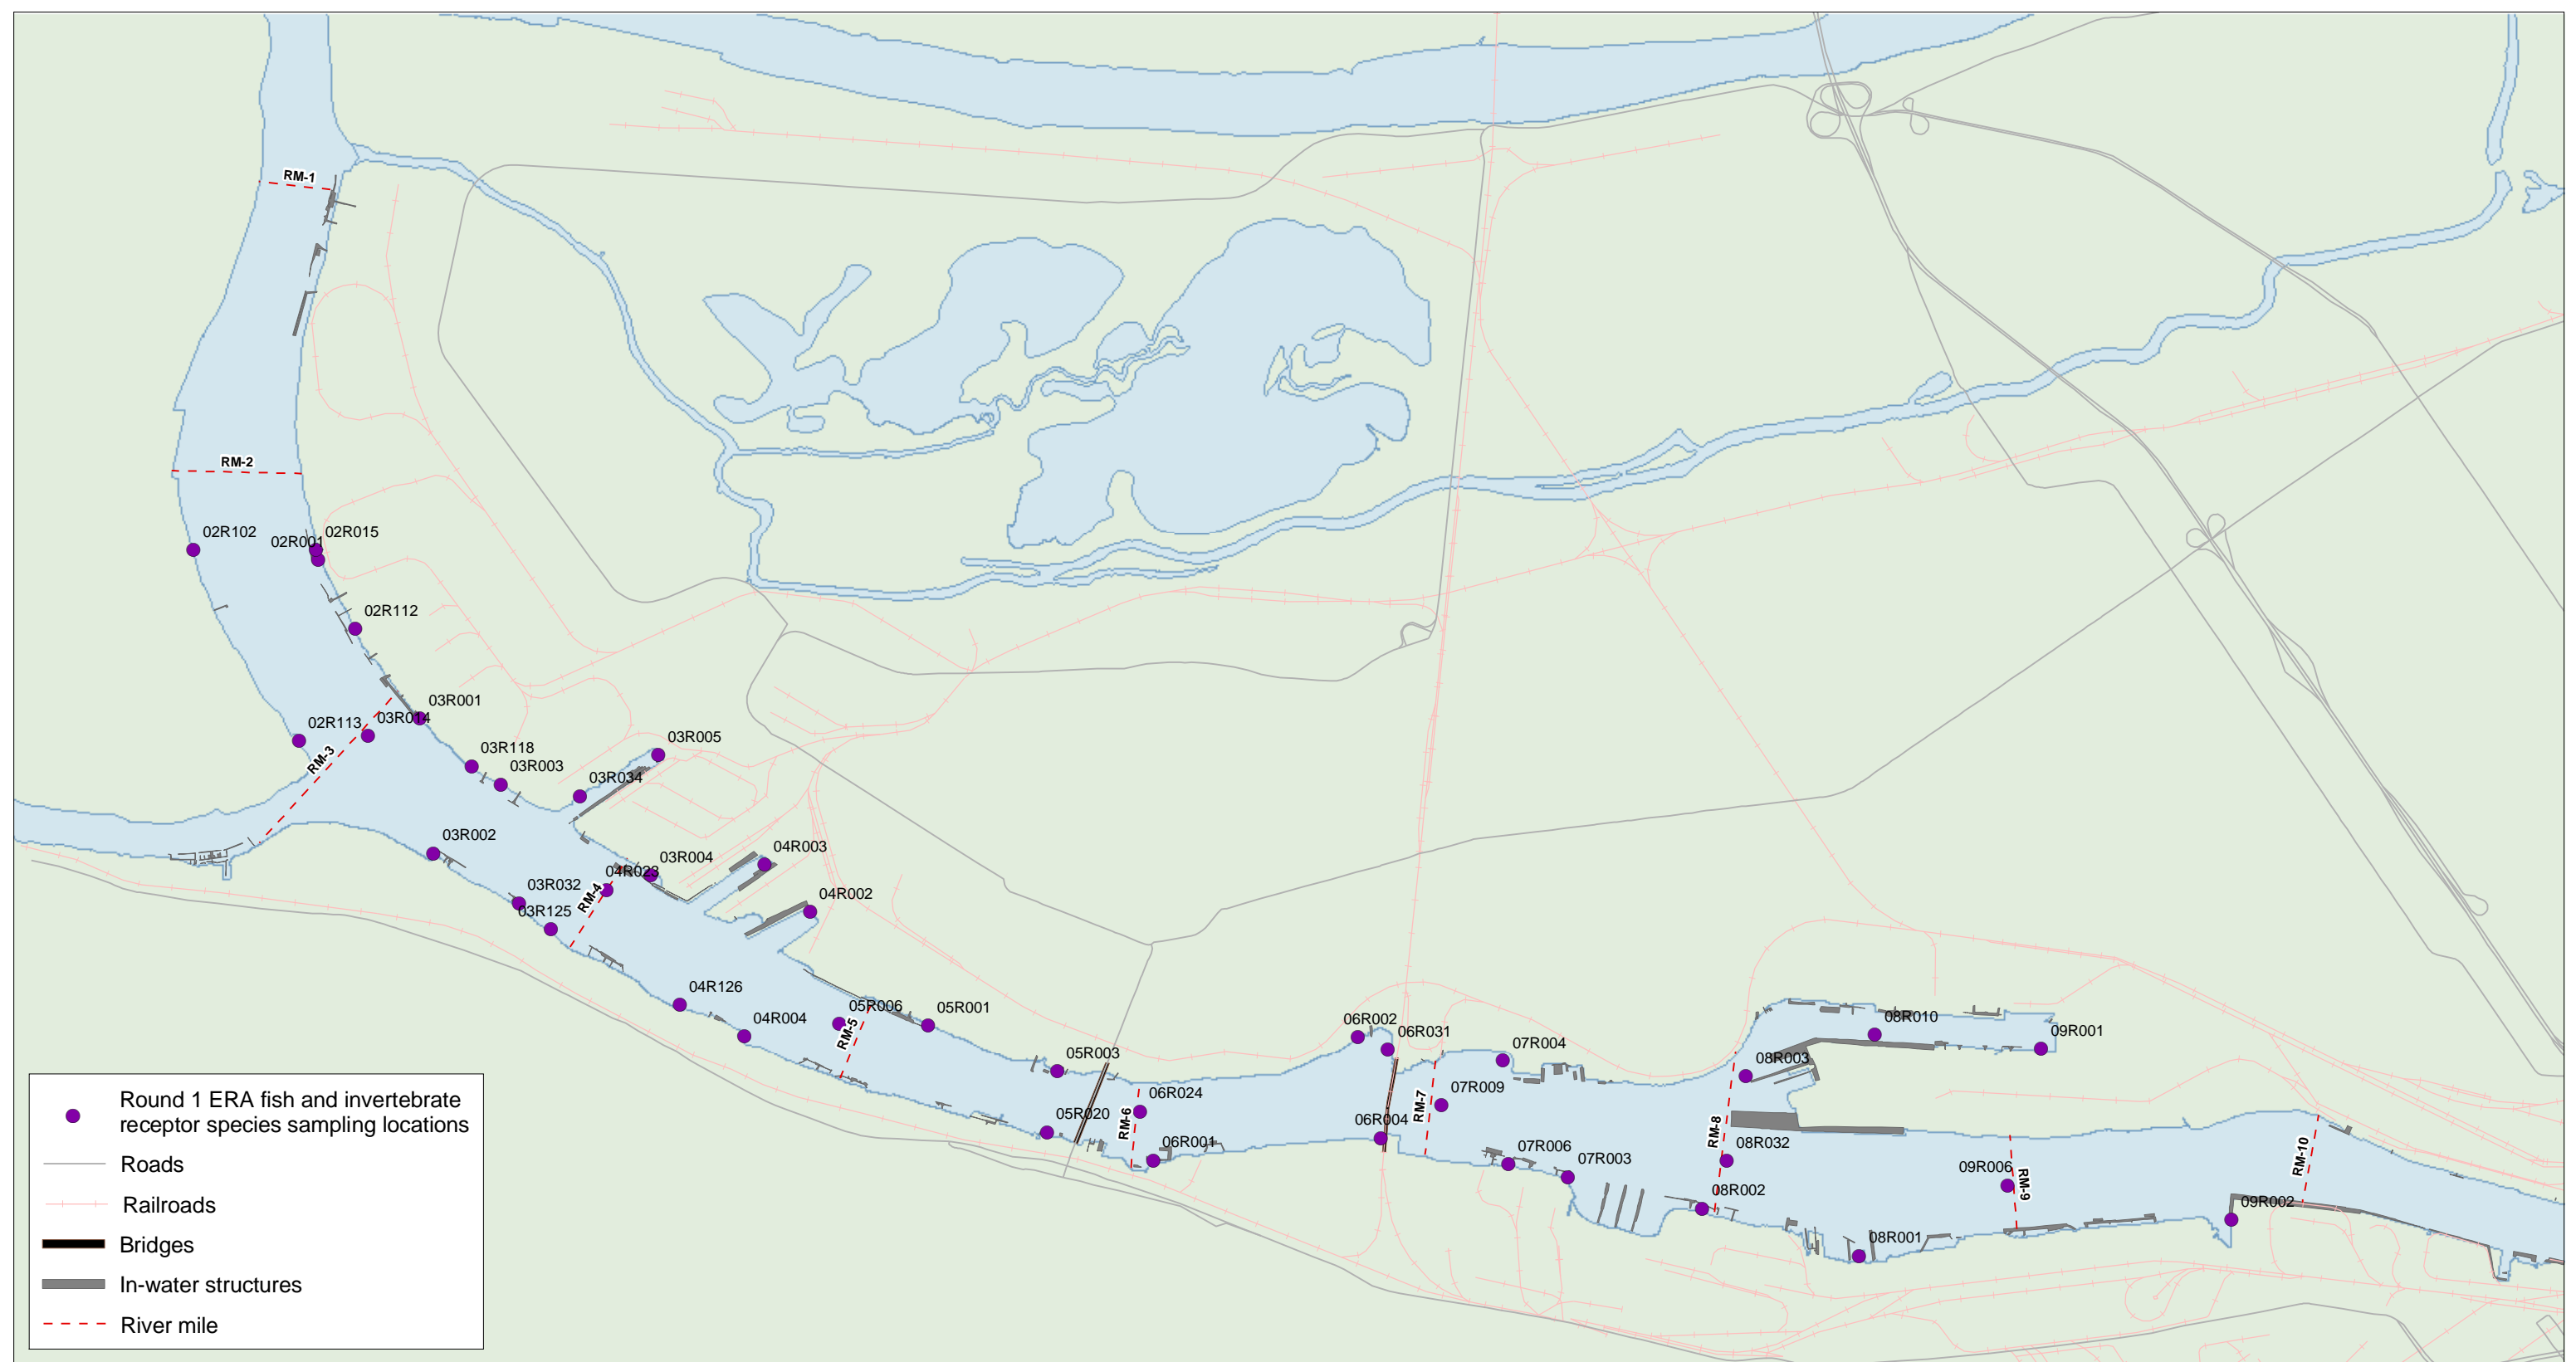 RM-1
RM-2
02R102
02R001
02R015
02R112
03R001
02R113
03R014
RM-3
03R118
03R003
03R005
03R034
03R002
03R004
04R003
03R032
04R023
RM-4
03R125
04R002
04R126
04R004
05R006
05R001
RM-5
05R003
05R020
06R024
RM-6
06R001
06R002
06R031
06R004
RM-7
07R004
07R009
07R006
07R003
08R003
08R010
09R001
RM-8
08R032
08R002
08R001
09R006
RM-9
09R002
RM-10
Round 1 ERA fish and invertebrate
receptor species sampling locations
Roads
Railroads
Bridges
In-water structures
River mile